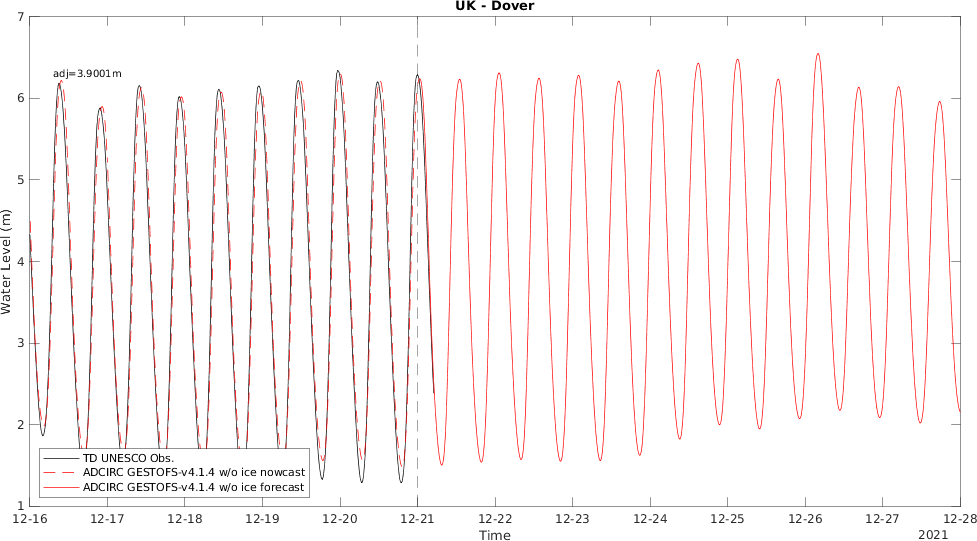 UK - Dover
7
adj=3.9001m
6
5
4
3
2
1
Water Level (m)
TD UNESCO Obs.
ADCIRC GESTOFS-v4.1.4 w/o ice nowcast
ADCIRC GESTOFS-v4.1.4 w/o ice forecast
12-16 12-17 12-18 12-19 12-20 12-21 12-22 12-23 12-24 12-25 12-26 12-27 12-28
Time
2021